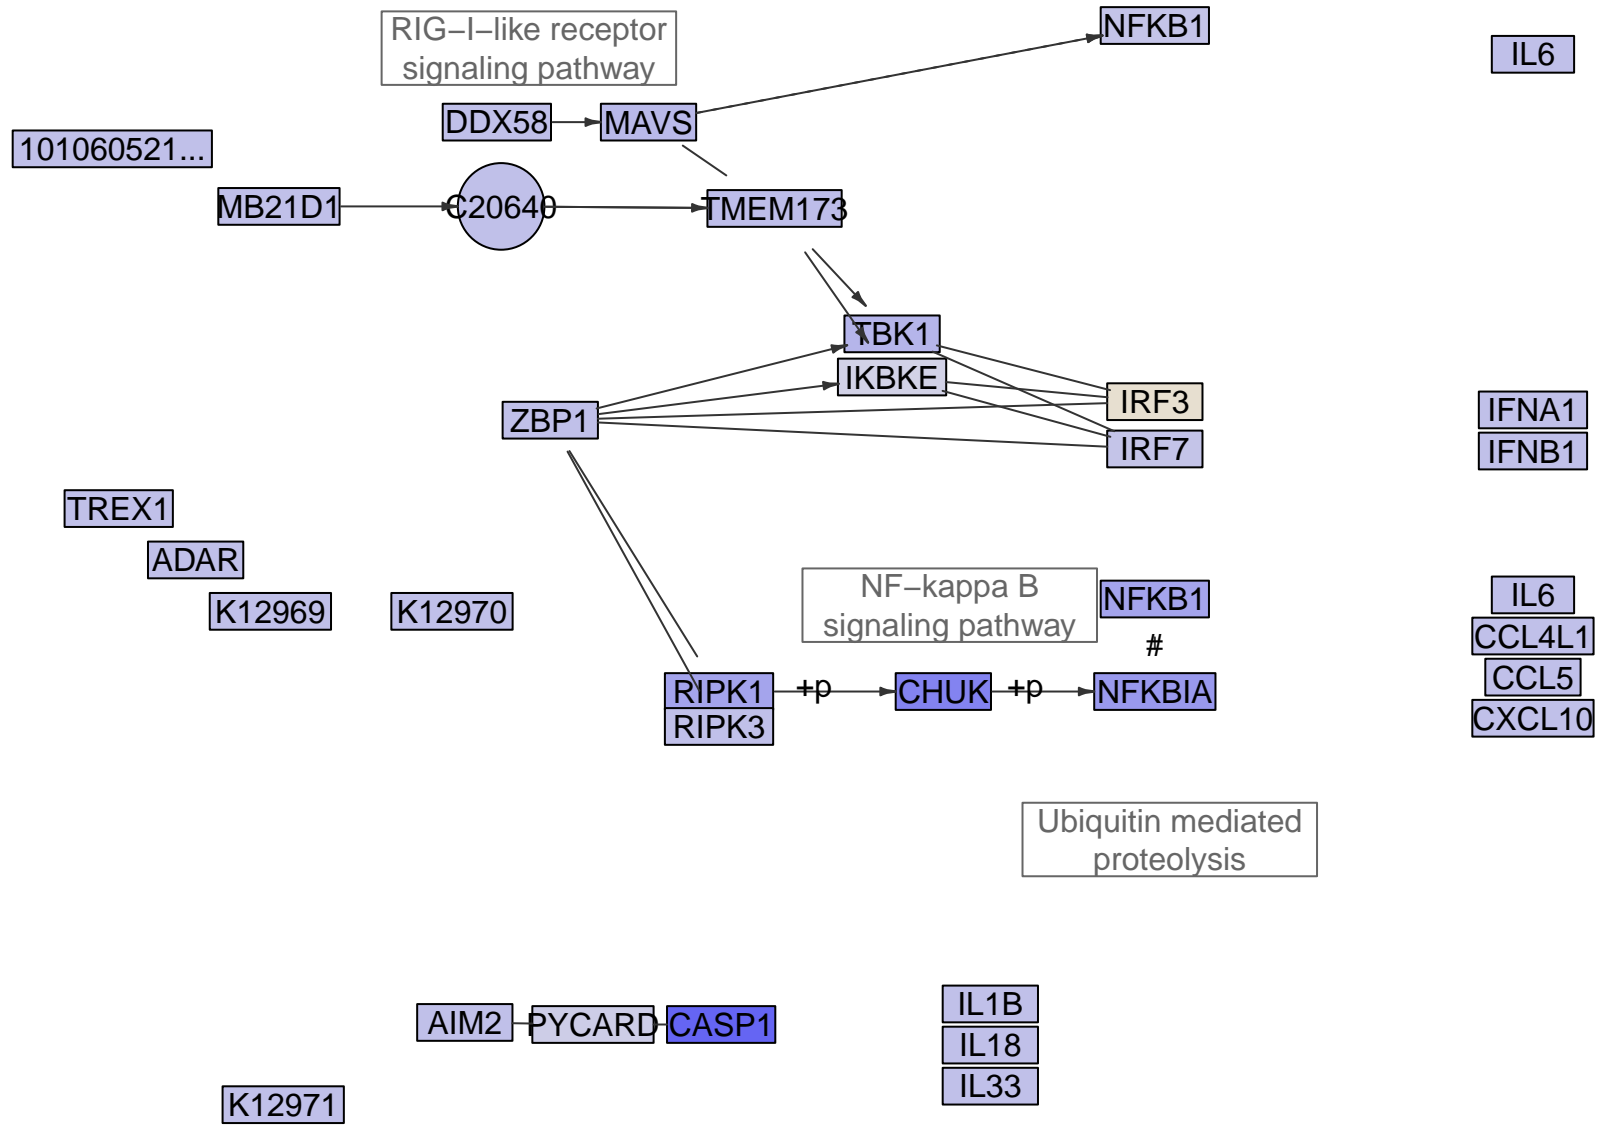 RIG−I−like receptor
signaling pathway
NFKB1
IL6
DDX58
MAVS
101060521...
MB21D1
C20640
TMEM173
TBK1
IKBKE
ZBP1
IRF3
IRF7
IFNA1
IFNB1
TREX1
ADAR
K12969
K12970
NF−kappa B
signaling pathway
NFKB1
#
IL6
CCL4L1
CCL5
CXCL10
RIPK1
+p
CHUK
+p
NFKBIA
RIPK3
Ubiquitin mediated
proteolysis
AIM2
PYCARD
CASP1
IL1B
IL18
IL33
K12971